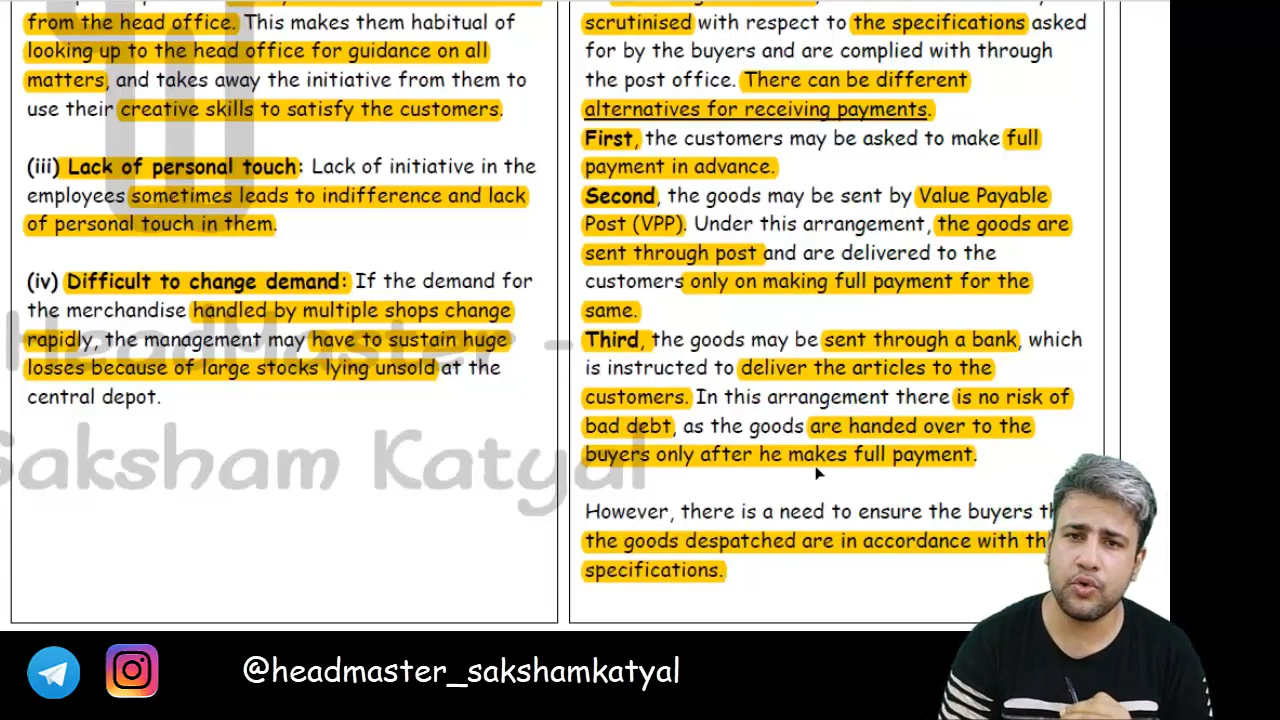 from the head office. This makes them habitual of
looking up to the head office for guidance on all
matters, and takes away the initiative from them to
use their creative skills to satisfy the customers.
(iii) Lack of personal touch: Lack of initiative in the
employees sometimes leads to indifference and lack
of personal touch in them.
(iv) Difficult to change demand: If the demand for
the merchandise handled by multiple shops change
rapidly, the management may have to sustain huge
losses because of large stocks lying unsold at the
central depot.
scrutinised with respect to the specifications asked
for by the buyers and are complied with through
the post office. There can be different
alternatives for receiving payments.
First, the customers may be asked to make full
payment in advance.
Second, the goods may be sent by Value Payable
Post (VPP). Under this arrangement, the goods are
sent through post and are delivered to the
customers only on making full payment for the
same.
Third, the goods may be sent through a bank, which
is instructed to deliver the articles to the
customers. In this arrangement there is no risk of
bad debt, as the goods are handed over to the
buyers only after he makes full payment.
However, there is a need to ensure the buyers
the goods despatched are in accordance with
specifications.
HeadMaster -
Saksham Katyal
@headmaster_sakshamkatyal